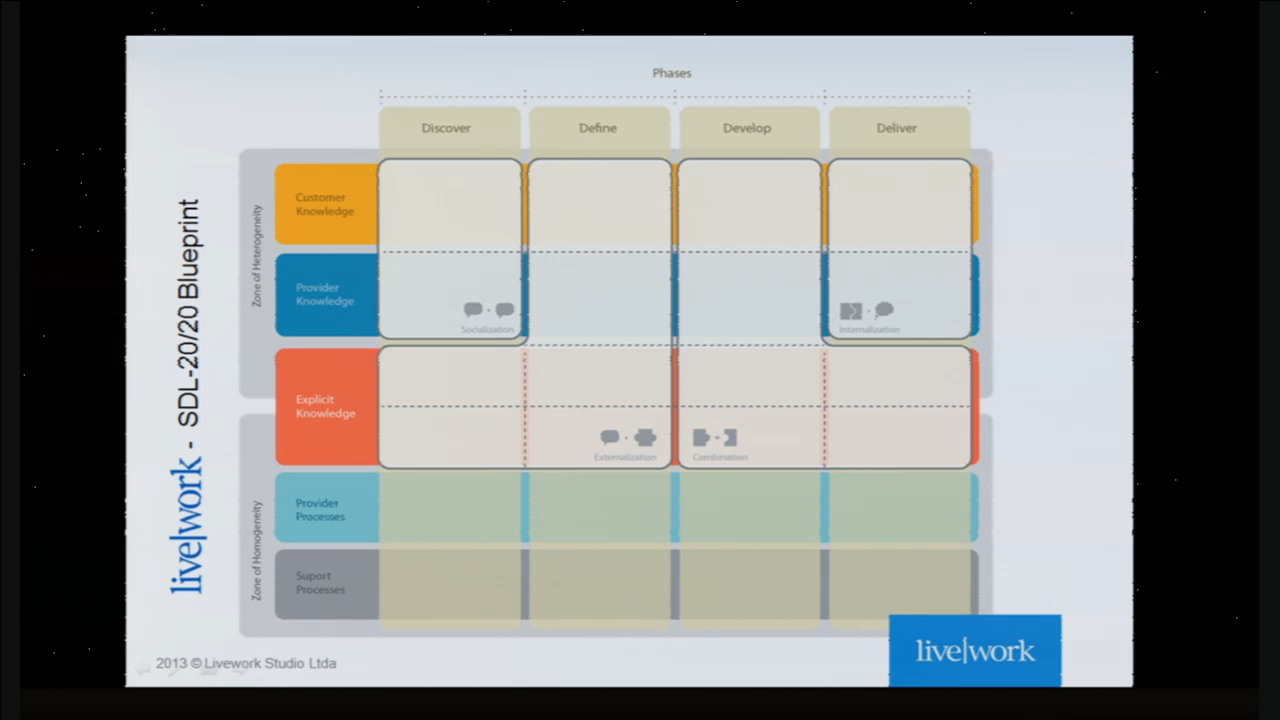 Phases
Discover
Define
Develop
Deliver
live|work - SDL-20/20 Blueprint
Zone of Heterogeneity
Customer
Knowledge
Provider
Knowledge
Socialization
Internalization
Explicit
Knowledge
Externalization
Combination
Zone of Homogeneity
Provider
Processes
Suport
Processes
2013 © Livework Studio Ltda
live|work